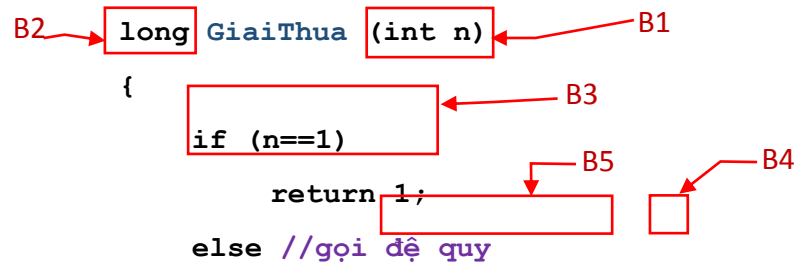 B2 long GiaiThua (int n) B1
{
B3
if (n==1)
B5 B4
return 1;
else //gọi đệ quy